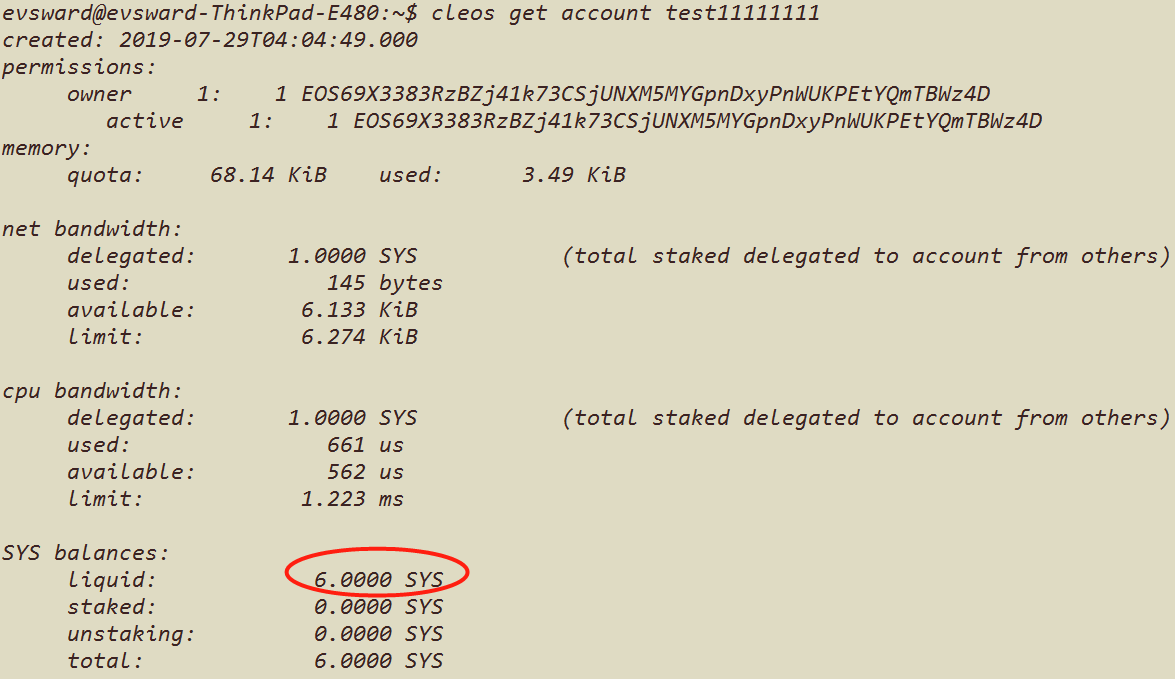 evsward@evsward-ThinkPad-E480:~$ cleos get account test11111111
created: 2019-07-29T04:04:49.000
permissions:
     owner     1:    1 EOS69X3383RzBZj41k73CSjUNXM5MYGpnDxyPnWUKPEtYQmTBWz4D
        active     1:    1 EOS69X3383RzBZj41k73CSjUNXM5MYGpnDxyPnWUKPEtYQmTBWz4D
memory:
     quota:     68.14 KiB    used:      3.49 KiB

net bandwidth:
     delegated:       1.0000 SYS           (total staked delegated to account from others)
     used:               145 bytes
     available:        6.133 KiB
     limit:            6.274 KiB

cpu bandwidth:
     delegated:       1.0000 SYS           (total staked delegated to account from others)
     used:               661 us
     available:          562 us
     limit:            1.223 ms

SYS balances:
     liquid:            6.0000 SYS
     staked:            0.0000 SYS
     unstaking:         0.0000 SYS
     total:             6.0000 SYS